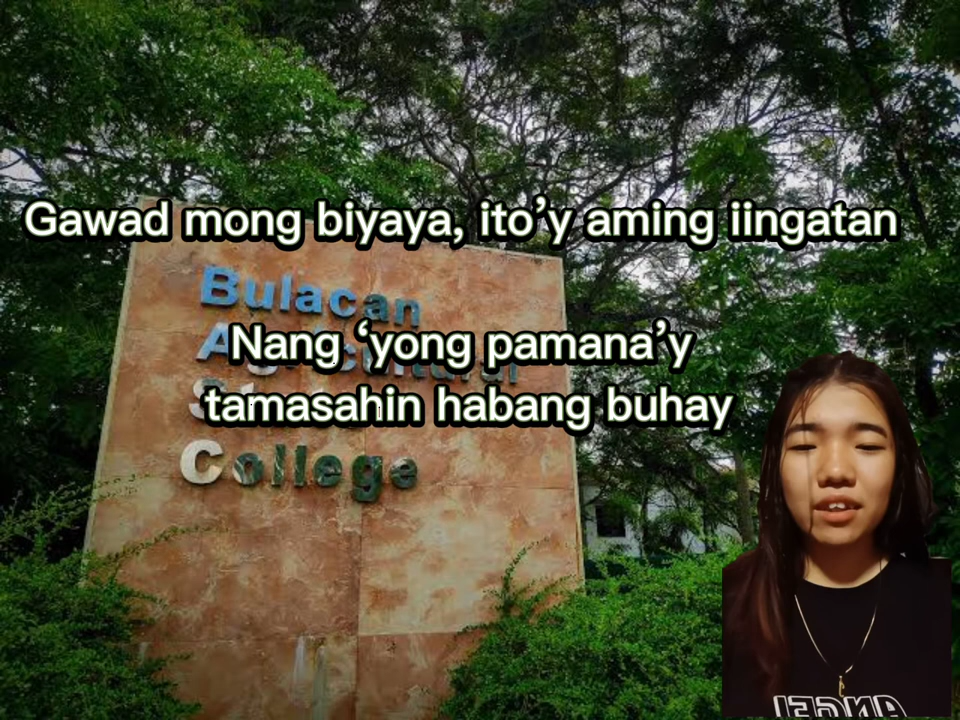 Gawad mong biyaya, ito’y aming iingatan
Bulacan
Nang ‘yong pamana’y
tamasahin habang buhay
College